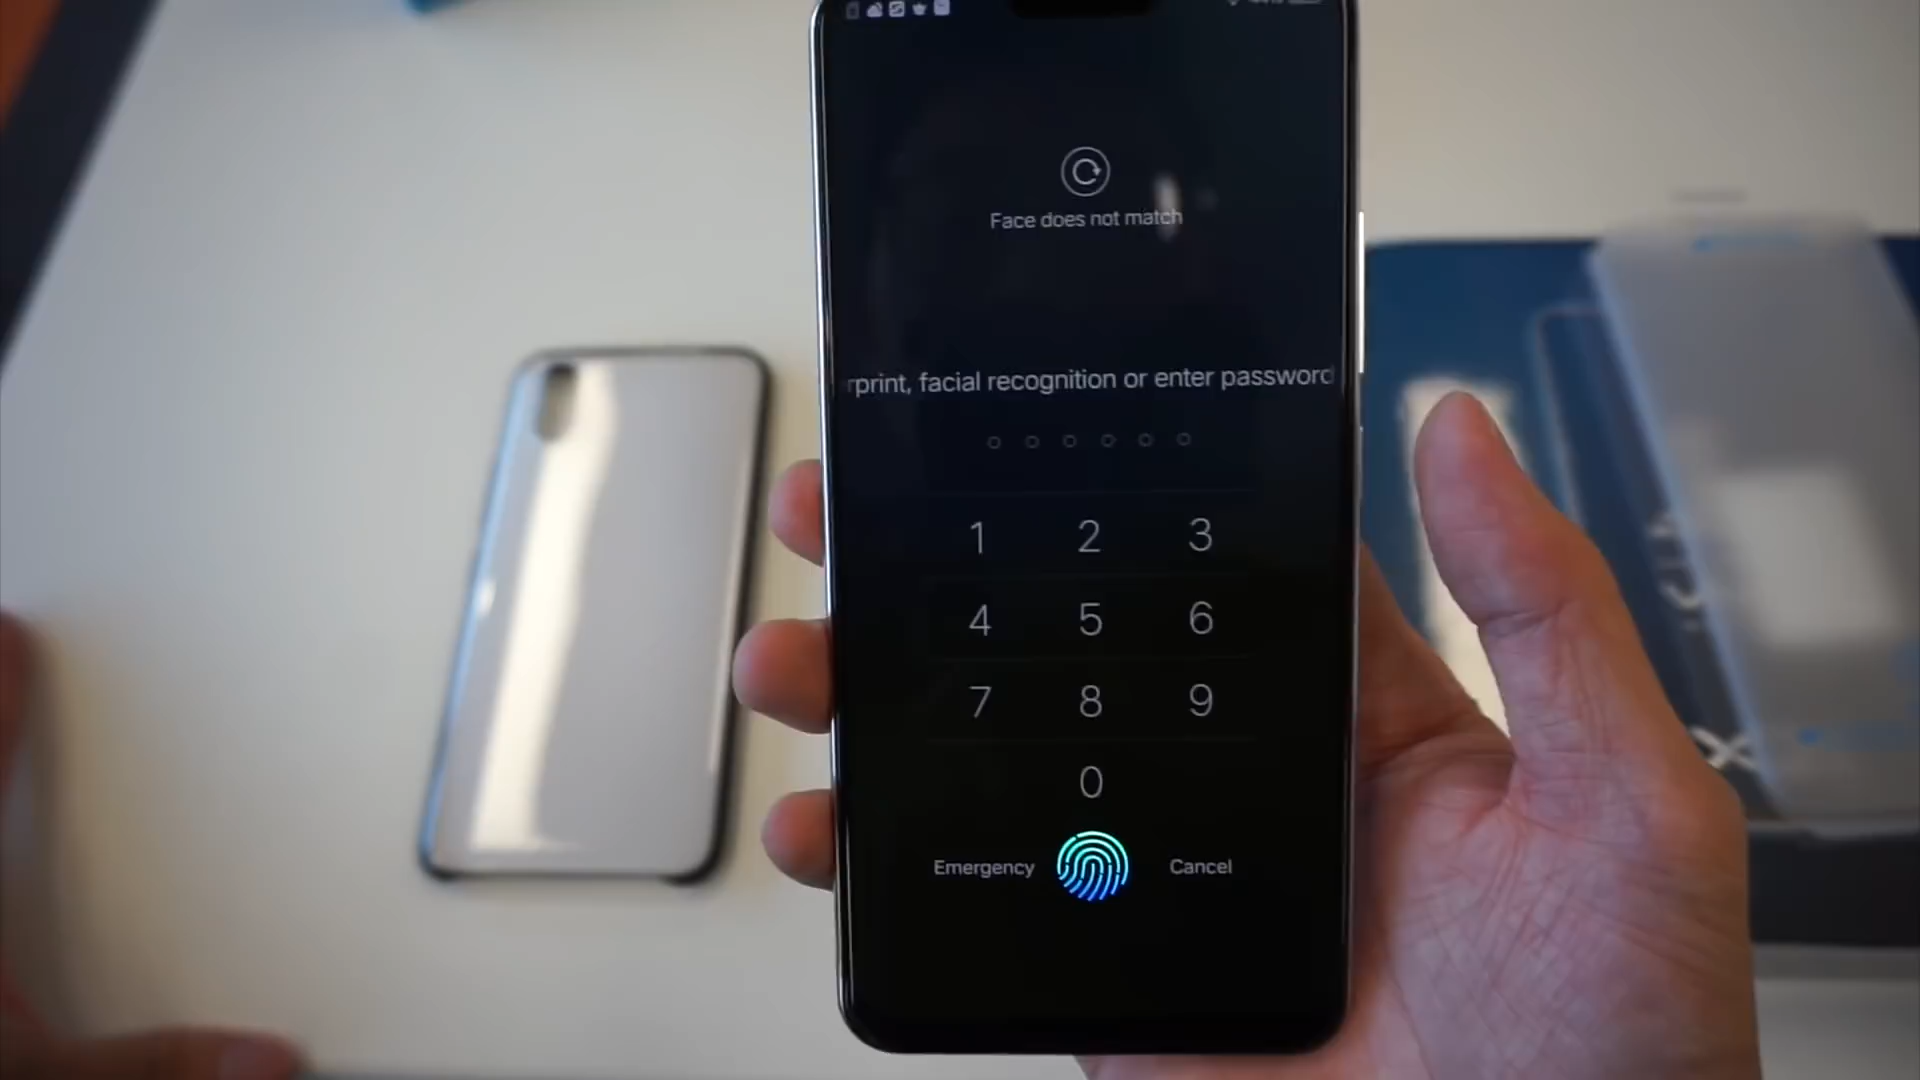 Face does not match
rprint, facial recognition or enter password
1 2 3
4 5 6
7 8 9
0
Emergency Cancel